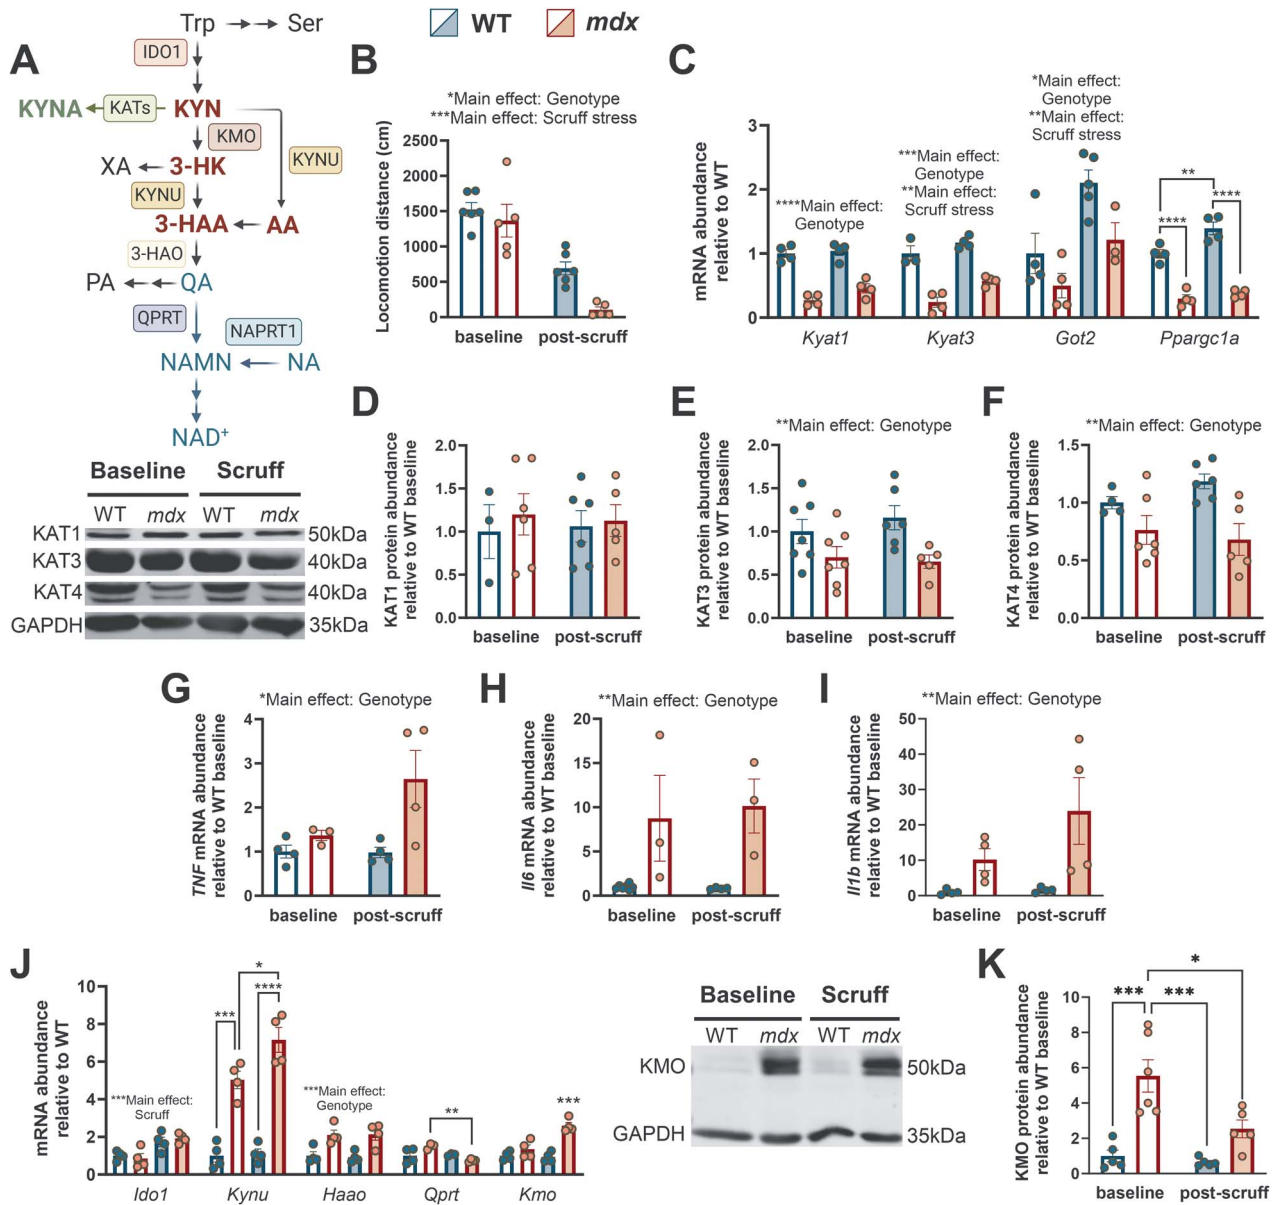 WT
mdx
A
Trp
Ser
IDO1
KYNA
KATs
KYN
KMO
KYNU
XA
3-HK
KYNU
3-HAA
AA
3-HAO
PA
QA
QPRT
NAPRT1
NAMN
NA
NAD+
Baseline
Scruff
WT
mdx
WT
mdx
KAT1
50kDa
KAT3
40kDa
KAT4
40kDa
GAPDH
35kDa
B
*Main effect: Genotype
***Main effect: Scruff stress
Locomotion distance (cm)
2500
2000
1500
1000
500
0
baseline
post-scruff
C
mRNA abundance
relative to WT
3
2
1
0
****Main effect:
Genotype
***Main effect:
Genotype
**Main effect:
Scruff stress
*Main effect:
Genotype
**Main effect:
Scruff stress
**
****
****
Kyat1
Kyat3
Got2
Ppargc1a
D
KAT1 protein abundance
relative to WT baseline
2.0
1.5
1.0
0.5
0.0
baseline
post-scruff
E
**Main effect: Genotype
KAT3 protein abundance
relative to WT baseline
2.0
1.5
1.0
0.5
0.0
baseline
post-scruff
F
**Main effect: Genotype
KAT4 protein abundance
relative to WT baseline
1.5
1.0
0.5
0.0
baseline
post-scruff
G
*Main effect: Genotype
TNF mRNA abundance
relative to WT baseline
4
3
2
1
0
baseline
post-scruff
H
**Main effect: Genotype
Il6 mRNA abundance
relative to WT baseline
20
15
10
5
0
baseline
post-scruff
I
**Main effect: Genotype
Il1b mRNA abundance
relative to WT baseline
50
40
30
20
10
0
baseline
post-scruff
J
mRNA abundance
relative to WT
10
8
6
4
2
0
***Main effect:
Scruff
***
*
****
***Main effect:
Genotype
**
***
Ido1
Kynu
Haao
Qprt
Kmo
Baseline
Scruff
WT
mdx
WT
mdx
KMO
50kDa
GAPDH
35kDa
K
KMO protein abundance
relative to WT baseline
10
8
6
4
2
0
*
***
***
baseline
post-scruff